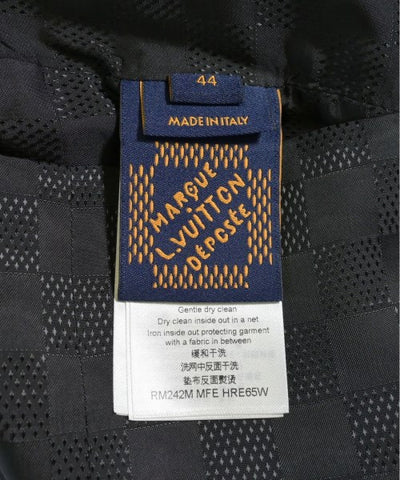 44
MADE IN ITALY
MARQUE
L.VUITTON
DÉPOSÉE
Gentle dry clean
Dry clean inside out in a net
Iron inside out protecting garment
with a fabric in between
缓和干洗
洗网中反面干洗
垫布反面熨烫
RM242M MFE HRE65W